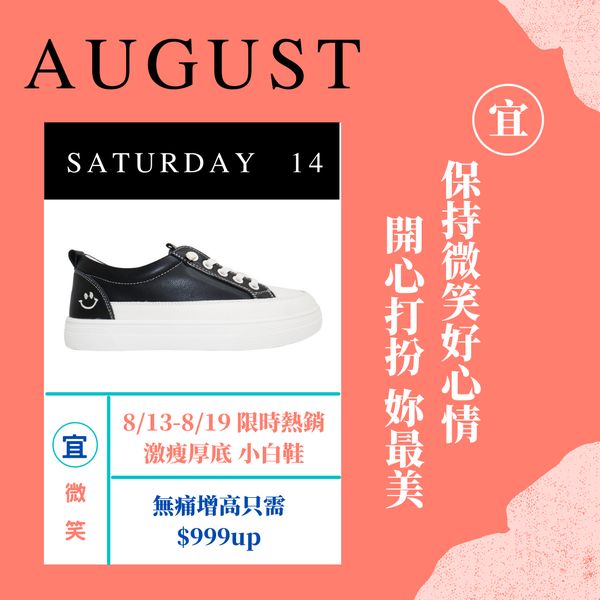 AUGUST
SATURDAY 14
宜
保持微笑好心情
開心打扮 妳最美
宜
微
笑
8/13-8/19 限時熱銷
激瘦厚底 小白鞋
無痛增高只需
$999up